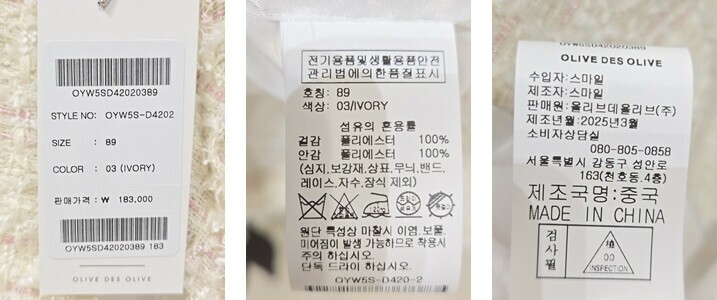 OYW5SD42020389
STYLE NO: OYW5S-D4202
SIZE : 89
COLOR : 03 (IVORY)
판매가격 : ₩ 183,000
OYW5SD42020389 183
OLIVE DES OLIVE
전기용품및생활용품안전
관리법에의한품질표시
호칭: 89
색상: 03/IVORY
섬유의 혼용률
겉감 폴리에스터 100%
안감 폴리에스터 100%
(심지,보강재,상표,무늬,밴드,
레이스,자수,장식 제외)
원단 특성상 마찰시 이염, 보풀,
미어짐이 발생 가능하므로 착용시
주의 하십시오.
단독 드라이 하십시오.
OYW5S-D420-2
OYW5SD42020389
OLIVE DES OLIVE
수입자:스마일
제조자:스마일
판매원:올리브데올리브(주)
제조년월:2025년3월
소비자상담실
080-805-0858
서울특별시 강동구 성안로
163(천호동,4층)
제조국명:중국
MADE IN CHINA
검사필
00
INSPECTION